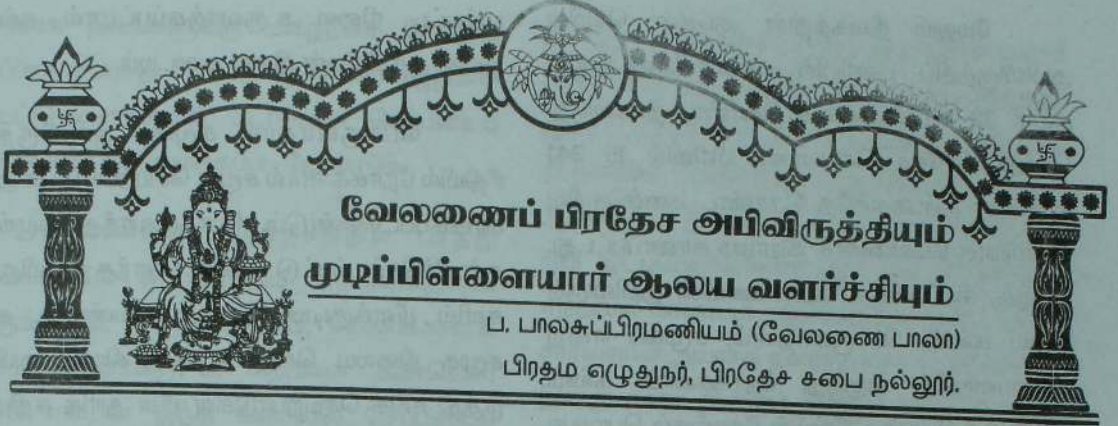 வேலணைப் பிரதேச அபிவிருத்தியும்
முடிப்பிள்ளையார் ஆலய வளர்ச்சியும்
ப. பாலசுப்பிரமணியம் (வேலணை பாலா)
பிரதம எழுதுநர், பிரதேச சபை நல்லூர்.